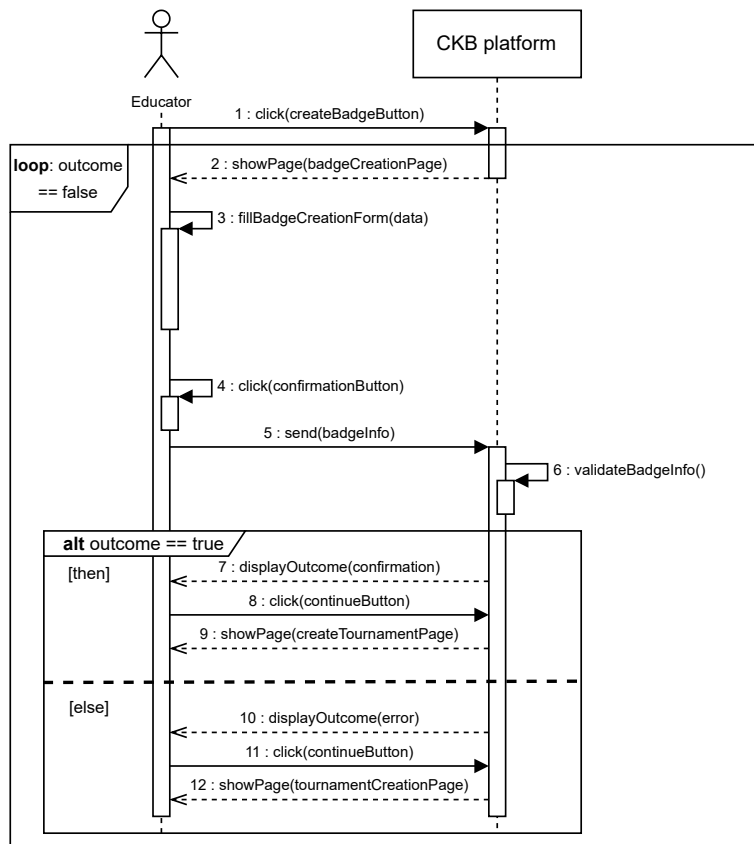 CKB platform
Educator
1 : click(createBadgeButton)
loop: outcome
== false
2 : showPage(badgeCreationPage)
3 : fillBadgeCreationForm(data)
4 : click(confirmationButton)
5 : send(badgeInfo)
6 : validateBadgeInfo()
alt outcome == true
[then]
7 : displayOutcome(confirmation)
8 : click(continueButton)
9 : showPage(createTournamentPage)
[else]
10 : displayOutcome(error)
11 : click(continueButton)
12 : showPage(tournamentCreationPage)